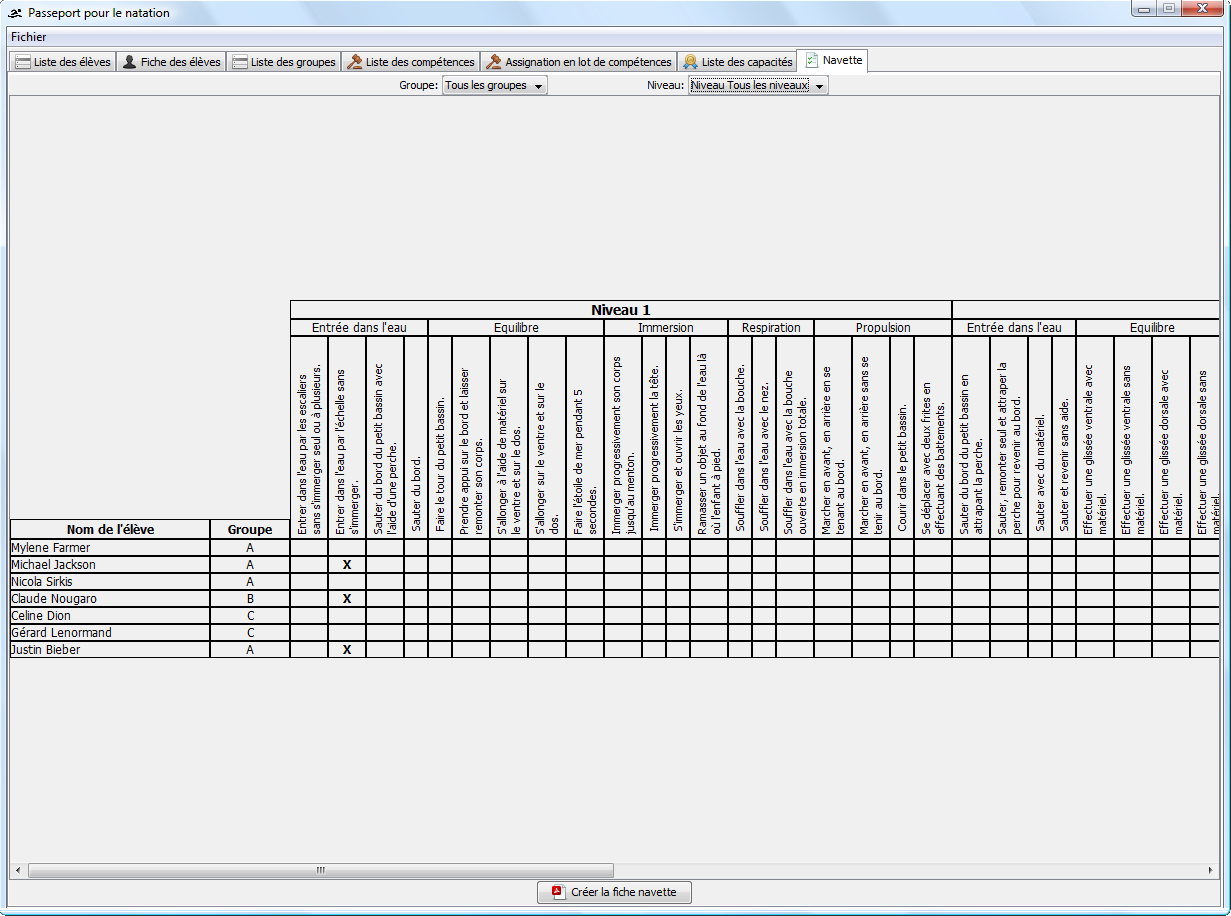 Passeport pour le natation
Fichier
Liste des élèves
Fiche des élèves
Liste des groupes
Liste des compétences
Assignation en lot de compétences
Liste des capacités
Navette
Groupe: Tous les groupes
Niveau: Niveau Tous les niveaux
Niveau 1
Entrée dans l'eau
Equilibre
Immersion
Respiration
Propulsion
Entrée dans l'eau
Equilibre
Entrer dans l'eau par les escaliers
sans s'immerger seul ou à plusieurs.
Entrer dans l'eau par l'échelle sans
s'immerger.
Sauter du bord du petit bassin avec
l'aide d'une perche.
Sauter du bord.
Faire le tour du petit bassin.
Prendre appui sur le bord et laisser
remonter son corps.
S'allonger à l'aide de matériel sur
le ventre et sur le dos.
S'allonger sur le ventre et sur le
dos.
Faire l'étoile de mer pendant 5
secondes.
Immerger progressivement son corps
jusqu'au menton.
Immerger progressivement la tête.
S'immerger et ouvrir les yeux.
Ramasser un objet au fond de l'eau là
où l'enfant à pied.
Souffler dans l'eau avec la bouche.
Souffler dans l'eau avec le nez.
Souffler dans l'eau avec la bouche
ouverte en immersion totale.
Marcher en avant, en arrière en se
tenant au bord.
Marcher en avant, en arrière sans se
tenir au bord.
Courir dans le petit bassin.
Se déplacer avec deux frites en
effectuant des battements.
Sauter du bord du petit bassin en
attrapant la perche.
Sauter, remonter seul et attraper la
perche pour revenir au bord.
Sauter avec du matériel.
Sauter et revenir sans aide.
Effectuer une glissée ventrale avec
matériel.
Effectuer une glissée ventrale sans
matériel.
Effectuer une glissée dorsale avec
matériel.
Effectuer une glissée dorsale sans
matériel.
Nom de l'élève Groupe
Mylene Farmer A
Michael Jackson A X
Nicola Sirkis A
Claude Nougaro B X
Celine Dion C
Gérard Lenormand C
Justin Bieber A X
Créer la fiche navette